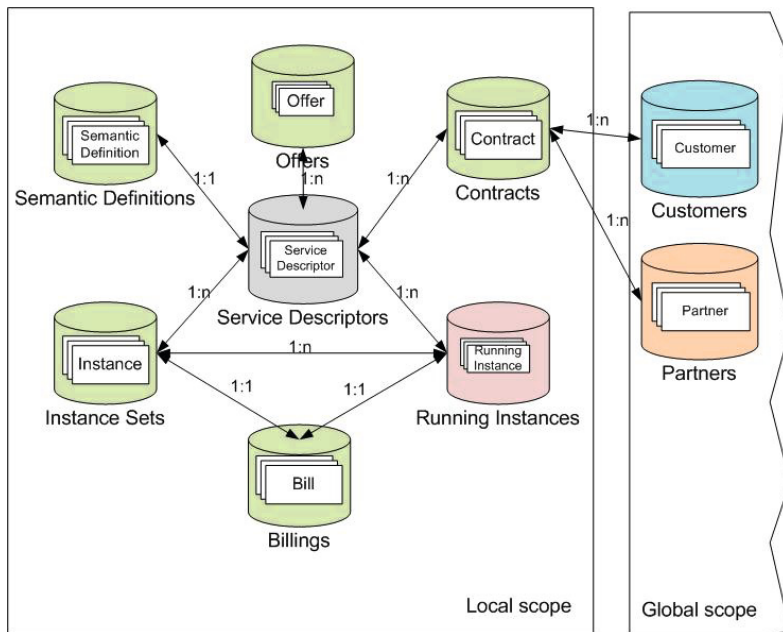 Offer
Offers
Semantic
Definition
Semantic Definitions
Contract
Contracts
Customer
Customers
1:n
1:1
1:n
1:n
Service
Descriptor
Service Descriptors
1:n
Partner
Partners
1:n
1:n
Instance
Instance Sets
1:n
Running
Instance
Running Instances
1:1
1:1
Bill
Billings
Local scope
Global scope